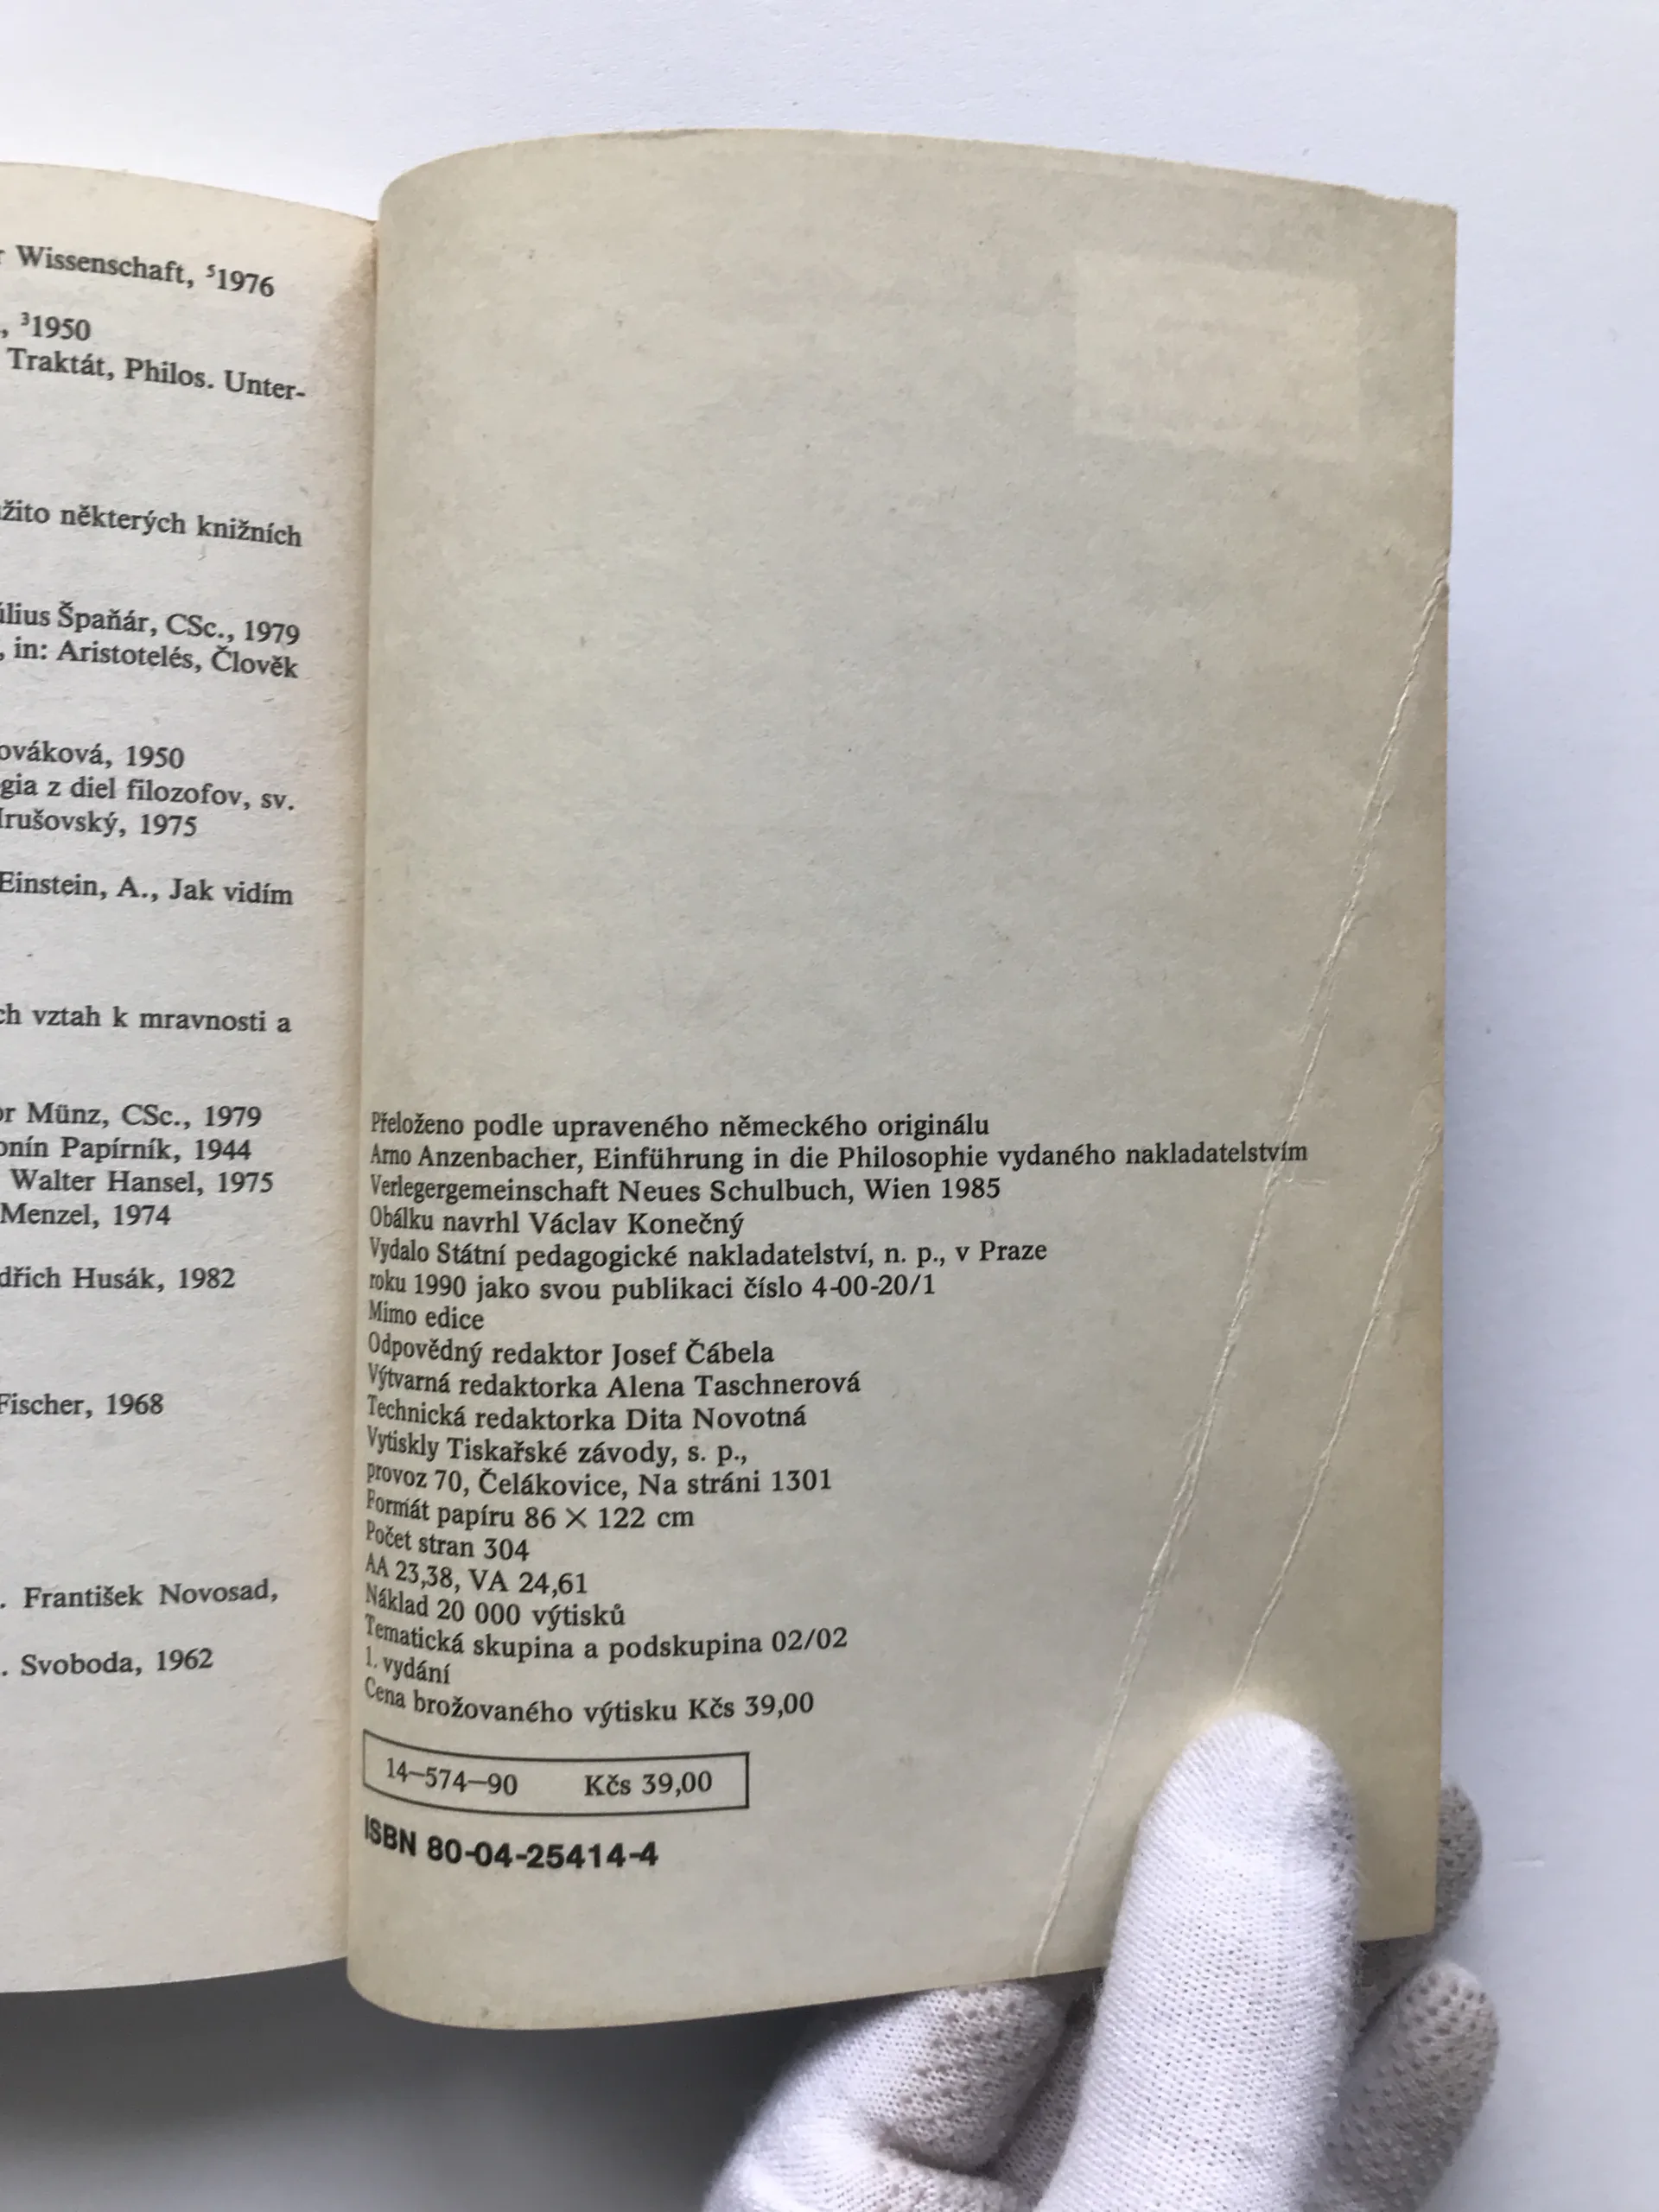 Wissenschaft, ⁵1976
, ³1950
Traktát, Philos. Unter-
žito některých knižních
úlius Špaňár, CSc., 1979
, in: Aristotelés, Člověk
ováková, 1950
gia z diel filozofov, sv.
Hrušovský, 1975
Einstein, A., Jak vidím
ch vztah k mravnosti a
or Münz, CSc., 1979
onín Papírník, 1944
Walter Hansel, 1975
Menzel, 1974
dřich Husák, 1982
Fischer, 1968
. František Novosad,
. Svoboda, 1962
Přeloženo podle upraveného německého originálu
Arno Anzenbacher, Einführung in die Philosophie vydaného nakladatelstvím
Verlegergemeinschaft Neues Schulbuch, Wien 1985
Obálku navrhl Václav Konečný
Vydalo Státní pedagogické nakladatelství, n. p., v Praze
roku 1990 jako svou publikaci číslo 4-00-20/1
Mimo edice
Odpovědný redaktor Josef Čábela
Výtvarná redaktorka Alena Taschnerová
Technická redaktorka Dita Novotná
Vytiskly Tiskařské závody, s. p.,
provoz 70, Čelákovice, Na stráni 1301
Formát papíru 86 × 122 cm
Počet stran 304
AA 23,38, VA 24,61
Náklad 20 000 výtisků
Tematická skupina a podskupina 02/02
1. vydání
Cena brožovaného výtisku Kčs 39,00
14—574—90 Kčs 39,00
ISBN 80-04-25414-4